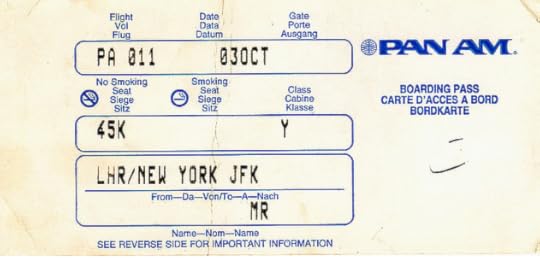 Flight Date Gate
Vol Data Porte
Flug Datum Ausgang
PA 011 03OCT
PAN AM.
No Smoking Smoking
Seat Seat Class
Siege Siege Cabine
Sitz Sitz Klasse
BOARDING PASS
CARTE D'ACCES A BORD
BORDKARTE
45K Y
LHR/NEW YORK JFK
From—Da—Von/To—A—Nach
MR
Name—Nom—Name
SEE REVERSE SIDE FOR IMPORTANT INFORMATION